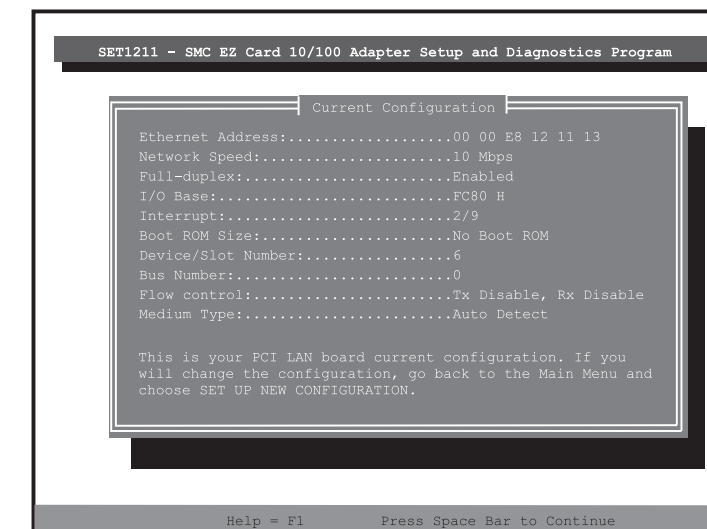 SET1211 – SMC EZ Card 10/100 Adapter Setup and Diagnostics Program
Current Configuration
Ethernet Address:...................00 00 E8 12 11 13
Network Speed:......................10 Mbps
Full-duplex:........................Enabled
I/O Base:...........................FC80 H
Interrupt:..........................2/9
Boot ROM Size:......................No Boot ROM
Device/Slot Number:.................6
Bus Number:.........................0
Flow control:.......................Tx Disable, Rx Disable
Medium Type:........................Auto Detect
This is your PCI LAN board current configuration. If you
will change the configuration, go back to the Main Menu and
choose SET UP NEW CONFIGURATION.
Help = F1 Press Space Bar to Continue